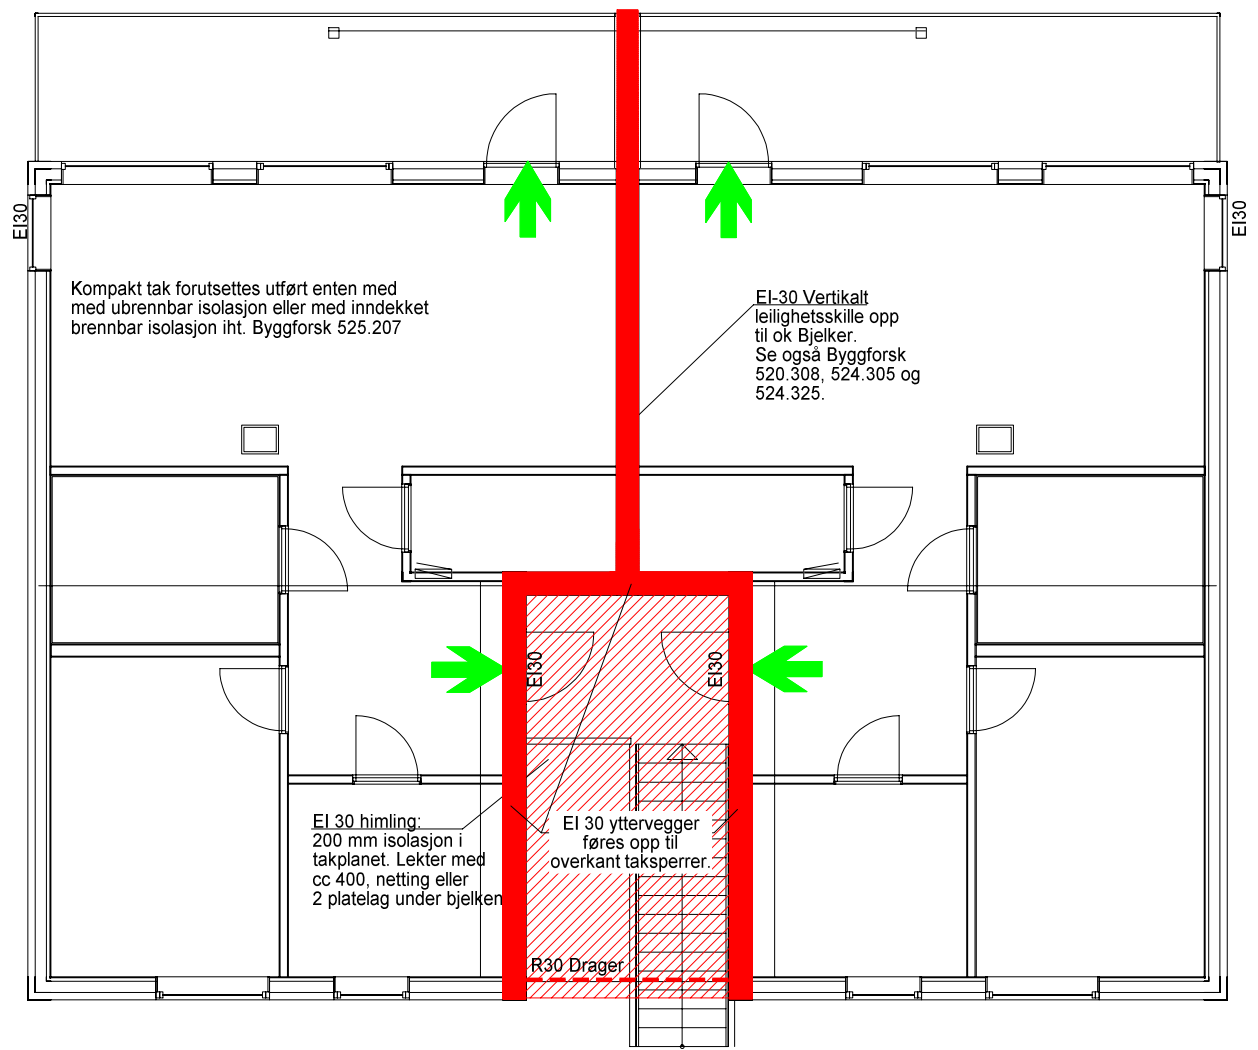 EI30
EI30
Kompakt tak forutsettes utført enten med
med ubrennbar isolasjon eller med inndekket
brennbar isolasjon iht. Byggforsk 525.207
EI-30 Vertikalt
leilighetsskille opp
til ok Bjelker.
Se også Byggforsk
520.308, 524.305 og
524.325.
EI30
EI30
EI 30 himling:
200 mm isolasjon i
takplanet. Lekter med
cc 400, netting eller
2 platelag under bjelken
EI 30 yttervegger
føres opp til
overkant taksperrer.
R30 Drager